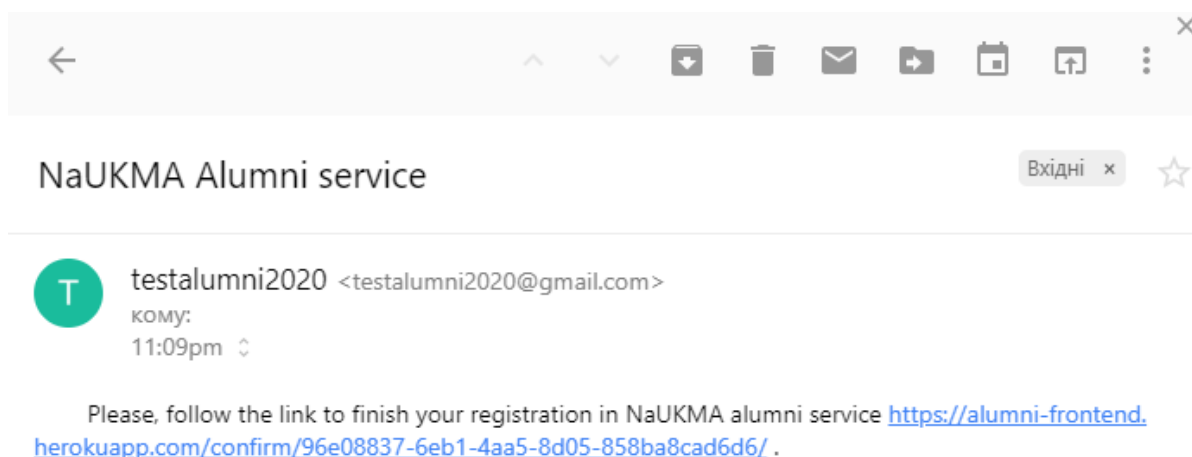 NaUKMA Alumni service
Вхідні ×
T
testalumni2020 <testalumni2020@gmail.com>
кому:
11:09pm
Please, follow the link to finish your registration in NaUKMA alumni service https://alumni-frontend.
herokuapp.com/confirm/96e08837-6eb1-4aa5-8d05-858ba8cad6d6/ .